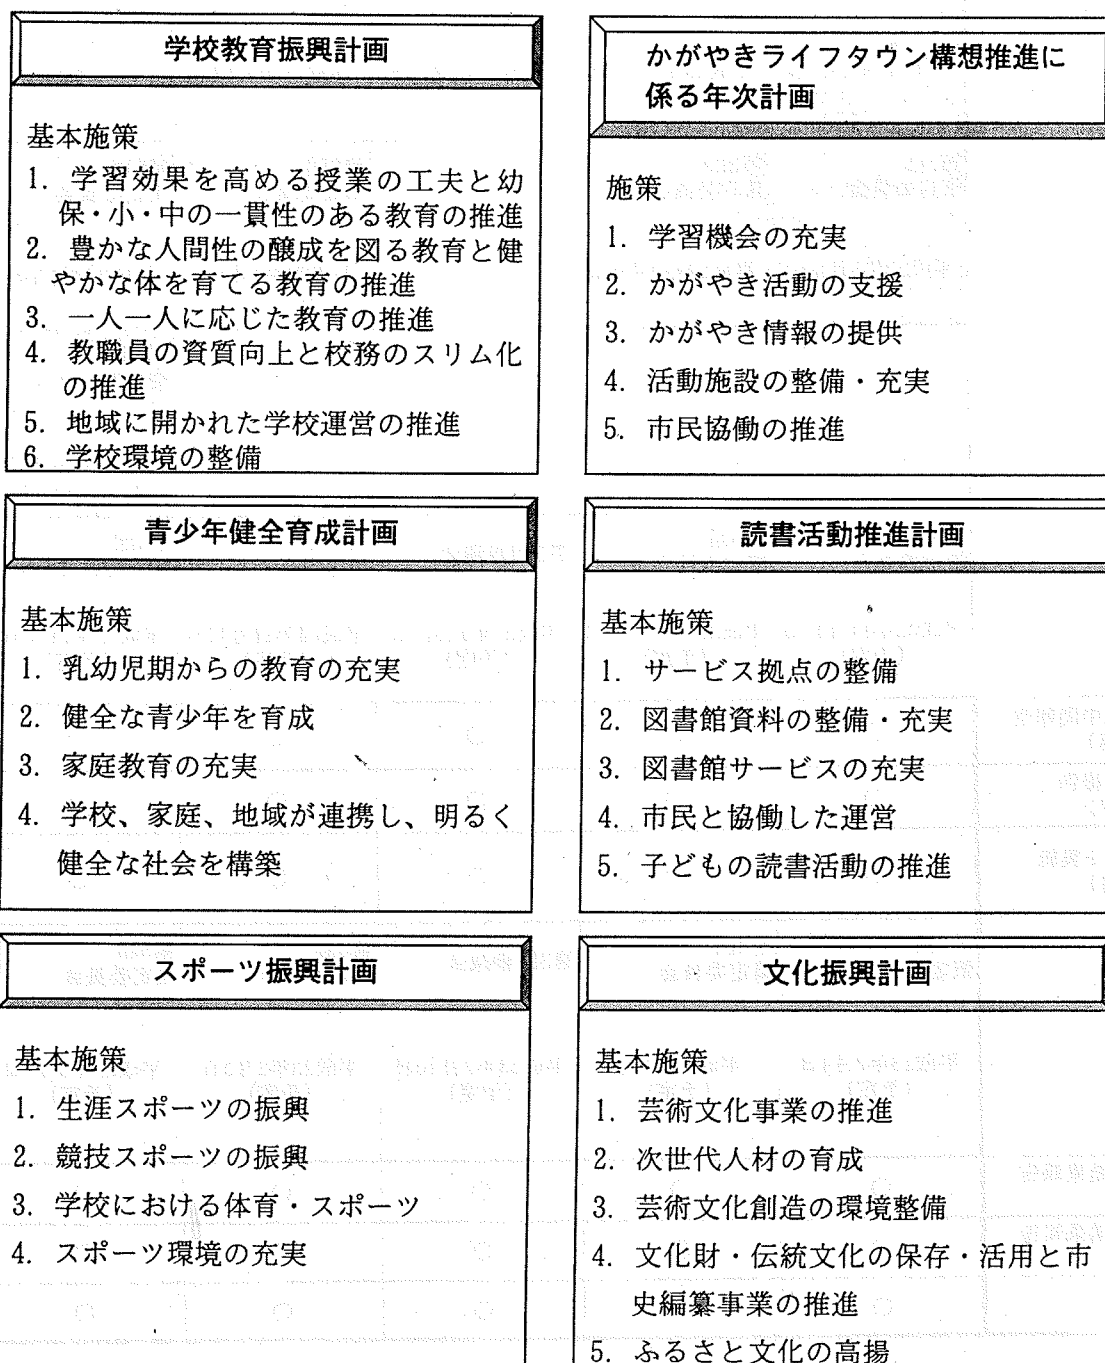 学校教育振興計画
基本施策
1. 学習効果を高める授業の工夫と幼
保・小・中の一貫性のある教育の推進
2. 豊かな人間性の醸成を図る教育と健
やかな体を育てる教育の推進
3. 一人一人に応じた教育の推進
4. 教職員の資質向上と校務のスリム化
の推進
5. 地域に開かれた学校運営の推進
6. 学校環境の整備
かがやきライフタウン構想推進に
係る年次計画
施策
1. 学習機会の充実
2. かがやき活動の支援
3. かがやき情報の提供
4. 活動施設の整備・充実
5. 市民協働の推進
青少年健全育成計画
基本施策
1. 乳幼児期からの教育の充実
2. 健全な青少年を育成
3. 家庭教育の充実
4. 学校、家庭、地域が連携し、明るく
健全な社会を構築
読書活動推進計画
基本施策
1. サービス拠点の整備
2. 図書館資料の整備・充実
3. 図書館サービスの充実
4. 市民と協働した運営
5. 子どもの読書活動の推進
スポーツ振興計画
基本施策
1. 生涯スポーツの振興
2. 競技スポーツの振興
3. 学校における体育・スポーツ
4. スポーツ環境の充実
文化振興計画
基本施策
1. 芸術文化事業の推進
2. 次世代人材の育成
3. 芸術文化創造の環境整備
4. 文化財・伝統文化の保存・活用と市
史編纂事業の推進
5. ふるさと文化の高揚